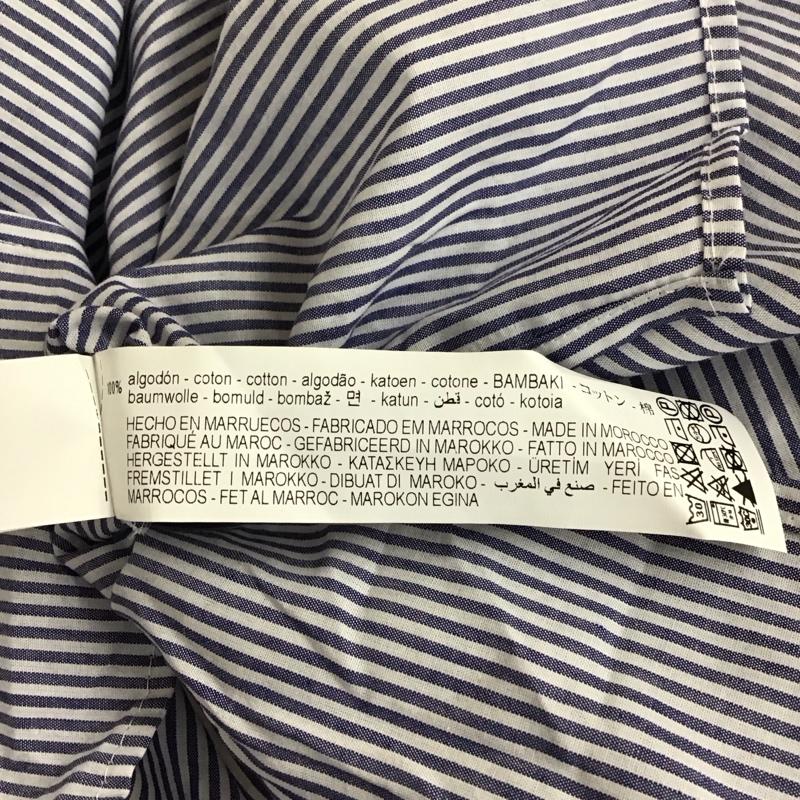 100% algodón - coton - cotton - algodão - katoen - cotone - BAMBAKI - コットン - 棉
baumwolle - bomuld - bombaž - 면 - katun - قطن - cotó - kotoia
HECHO EN MARRUECOS - FABRICADO EM MARROCOS - MADE IN MOROCCO
FABRIQUÉ AU MAROC - GEFABRICEERD IN MAROKKO - FATTO IN MAROCCO
HERGESTELLT IN MAROKKO - ΚΑΤΑΣΚΕΥΗ ΜΑΡΟΚΟ - ÜRETİM YERİ FAS
FREMSTILLET I MAROKKO - DIBUAT DI MAROKO - صنع في المغرب - FEITO EN
MARROCOS - FET AL MARROC - MAROKON EGINA